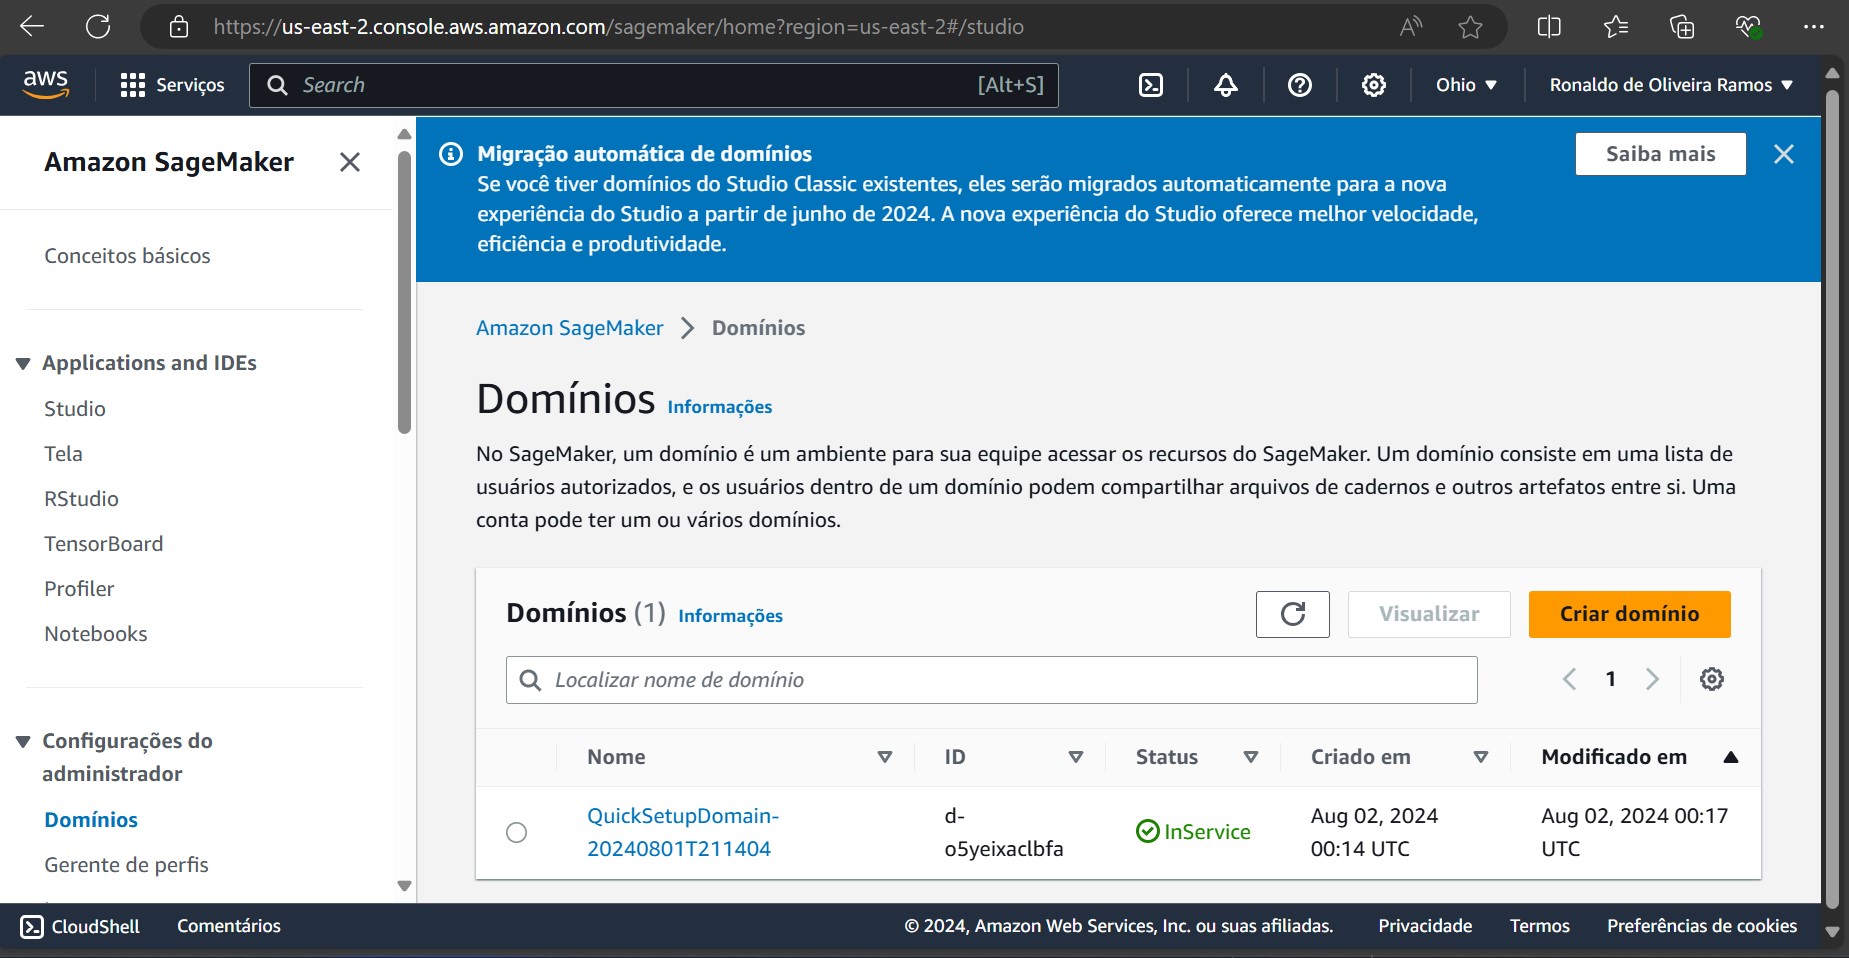 https://us-east-2.console.aws.amazon.com/sagemaker/home?region=us-east-2#/studio
aws
Serviços
Search
[Alt+S]
Ohio
Ronaldo de Oliveira Ramos
Amazon SageMaker
Conceitos básicos
Applications and IDEs
Studio
Tela
RStudio
TensorBoard
Profiler
Notebooks
Configurações do
administrador
Domínios
Gerente de perfis
Migração automática de domínios
Se você tiver domínios do Studio Classic existentes, eles serão migrados automaticamente para a nova
experiência do Studio a partir de junho de 2024. A nova experiência do Studio oferece melhor velocidade,
eficiência e produtividade.
Saiba mais
Amazon SageMaker > Domínios
Domínios Informações
No SageMaker, um domínio é um ambiente para sua equipe acessar os recursos do SageMaker. Um domínio consiste em uma lista de
usuários autorizados, e os usuários dentro de um domínio podem compartilhar arquivos de cadernos e outros artefatos entre si. Uma
conta pode ter um ou vários domínios.
Domínios (1) Informações
Visualizar
Criar domínio
Localizar nome de domínio
1
Nome
ID
Status
Criado em
Modificado em
QuickSetupDomain-
20240801T211404
d-
o5yeixaclbfa
InService
Aug 02, 2024
00:14 UTC
Aug 02, 2024 00:17
UTC
CloudShell
Comentários
© 2024, Amazon Web Services, Inc. ou suas afiliadas.
Privacidade
Termos
Preferências de cookies